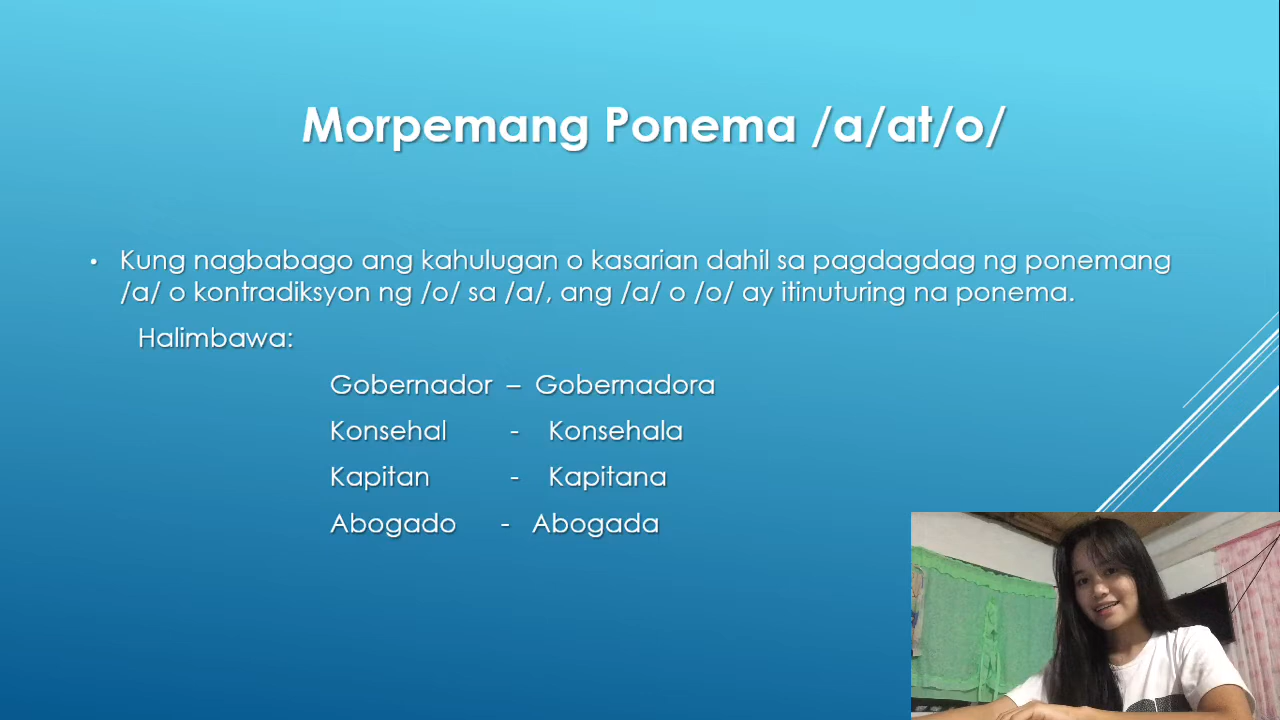 Morpemang Ponema /a/at/o/
• Kung nagbabago ang kahulugan o kasarian dahil sa pagdagdag ng ponemang
/a/ o kontradiksyon ng /o/ sa /a/, ang /a/ o /o/ ay itinuturing na ponema.
Halimbawa:
Gobernador – Gobernadora
Konsehal - Konsehala
Kapitan - Kapitana
Abogado - Abogada